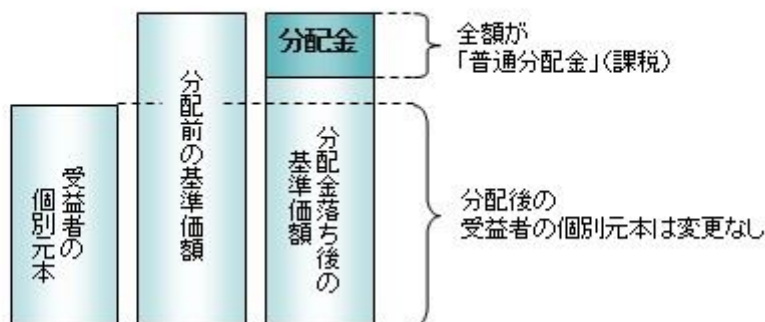 受益者の
個別元本
分配前の基準価額
分配金
分配金落ち後の
基準価額
全額が
「普通分配金」(課税)
分配後の
受益者の個別元本は変更なし